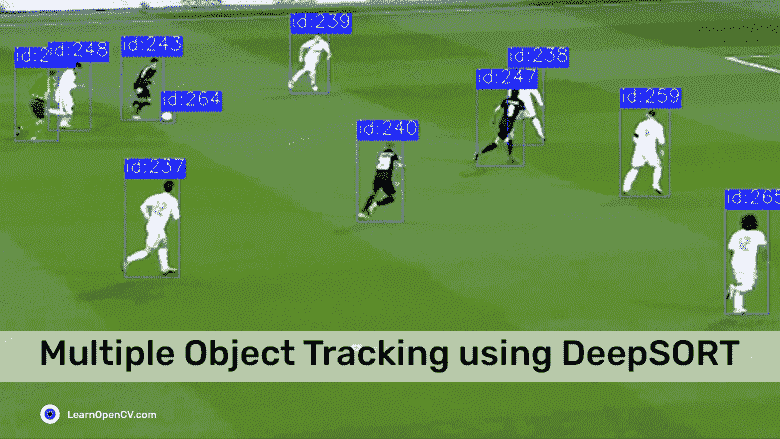 id:239
id:248
id:243
id:238
id:247
id:264
id:259
id:240
id:237
id:265
Multiple Object Tracking using DeepSORT
LearnOpenCV.com